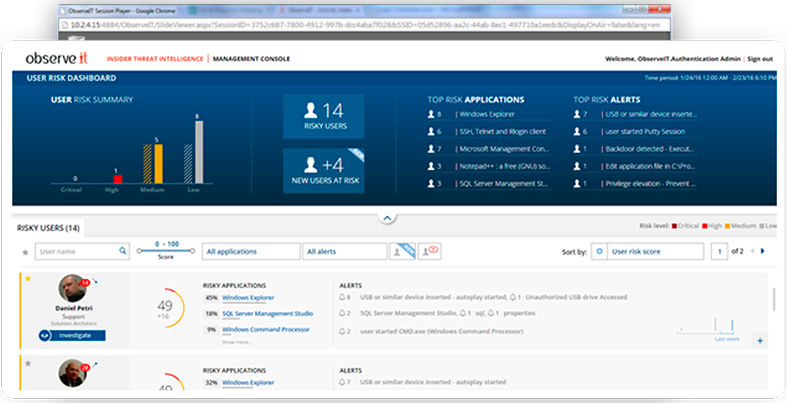 ObserveIT Session Player - Google Chrome
10.2.4.15:4884/ObserveIT/SlideViewer.aspx?SessionID=3752c687-7800-4912-997b-dcc4aba7f028&SSID=05d52896-aa2c-44ab-8ec1-497710a1eedc&DisplayOnAir=false&lang=en
observe it INSIDER THREAT INTELLIGENCE | MANAGEMENT CONSOLE Welcome, ObserveIT.Authentication Admin | Sign out
USER RISK DASHBOARD Time period: 1/24/16 12:00 AM - 2/23/16 6:10 PM
USER RISK SUMMARY
0 Critical
1 High
5 Medium
8 Low
14
RISKY USERS
+4
NEW USERS AT RISK
TOP RISK APPLICATIONS
8 | Windows Explorer
6 | SSH, Telnet and Rlogin client
7 | Microsoft Management Con...
3 | Notepad++ : a free (GNU) so...
3 | SQL Server Management St...
TOP RISK ALERTS
7 | USB or similar device inserte...
6 | user started Putty Session
1 | Backdoor detected - Execut...
1 | Edit application file in C:\Pro...
1 | Privilege elevation - Prevent ...
RISKY USERS (14) Risk level: Critical High Medium Low
User name
0 - 100
Score
All applications
All alerts
Sort by: User risk score
1 of 2
14
Daniel Petri
Support
Solution Architect
Investigate
49
+16
RISKY APPLICATIONS
45% Windows Explorer
18% SQL Server Management Studio
9% Windows Command Processor
Show more...
ALERTS
8 : USB or similar device inserted - autoplay started, 1 : Unauthorized USB drive Accessed
2 : SQL Server Management Studio, 1 : sql, 1 : properties
2 : user started CMD.exe (Windows Command Processor)
Last week
49
RISKY APPLICATIONS
32% Windows Explorer
ALERTS
7 : USB or similar device inserted - autoplay started